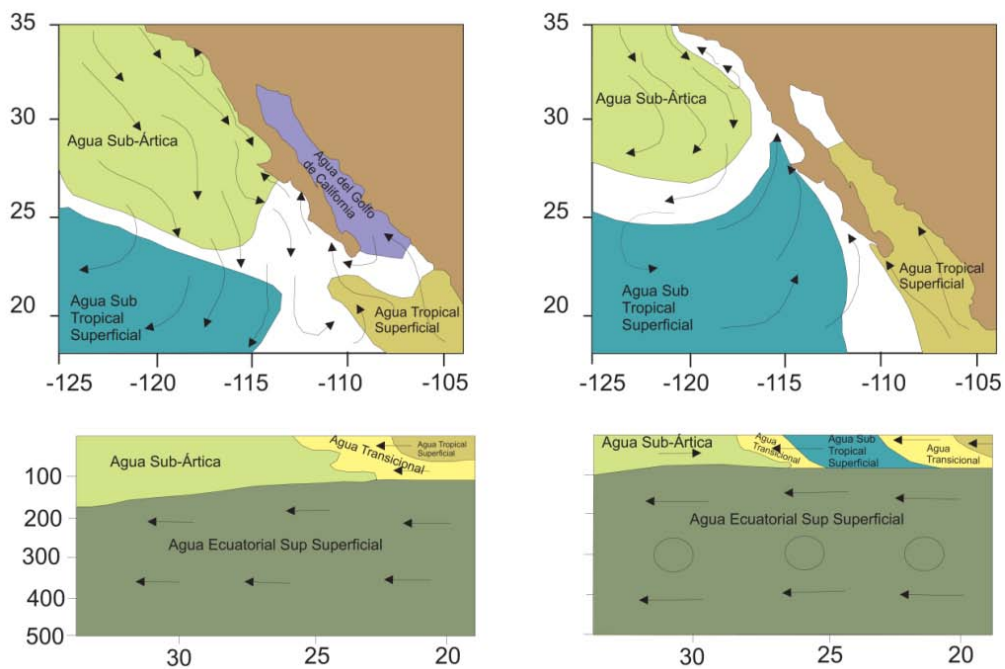 35
30
25
20
-125
-120
-115
-110
-105
Agua Sub-Ártica
Agua del Golfo
de California
Agua Sub
Tropical
Superficial
Agua Tropical
Superficial
35
30
25
20
-125
-120
-115
-110
-105
Agua Sub-Ártica
Agua Sub
Tropical
Superficial
Agua Tropical
Superficial
100
200
300
400
500
30
25
20
Agua Sub-Ártica
Agua Transicional
Agua Tropical
Superficial
Agua Ecuatorial Sup Superficial
30
25
20
Agua Sub-Ártica
Agua
Transicional
Agua Sub
Tropical
Superficial
Agua
Transicional
Agua Ecuatorial Sup Superficial